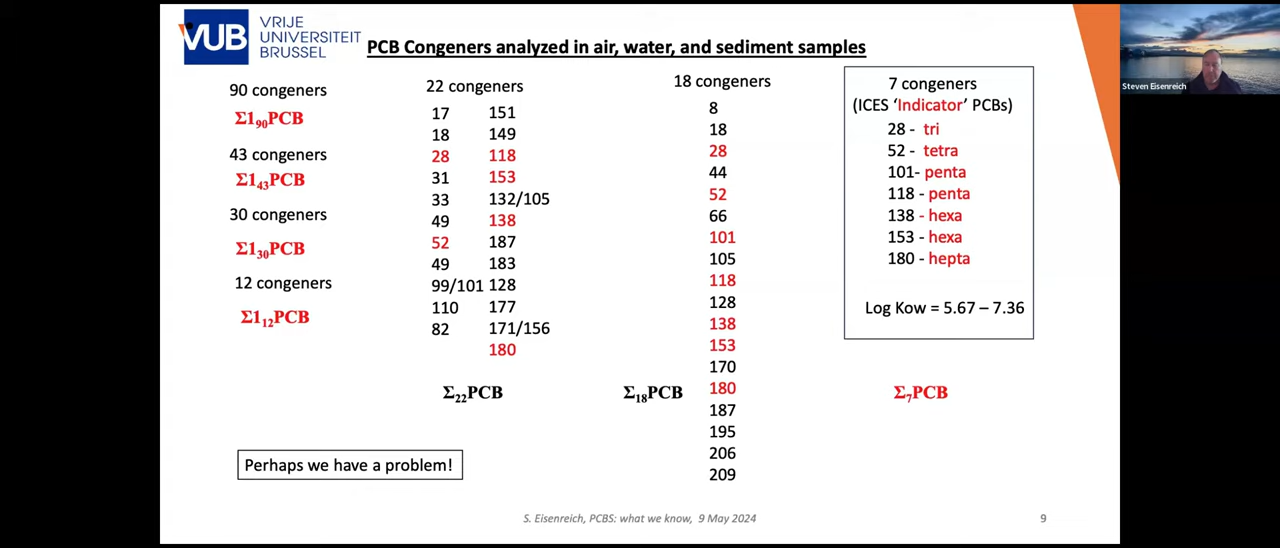 VUB
VRIJE
UNIVERSITEIT
BRUSSEL
PCB Congeners analyzed in air, water, and sediment samples
Steven Eisenreich
90 congeners
Σ1₉₀PCB
43 congeners
Σ1₄₃PCB
30 congeners
Σ1₃₀PCB
12 congeners
Σ1₁₂PCB
22 congeners
17 151
18 149
28 118
31 153
33 132/105
49 138
52 187
49 183
99/101 128
110 177
82 171/156
180
Σ₂₂PCB
18 congeners
8
18
28
44
52
66
101
105
118
128
138
153
170
180
187
195
206
209
Σ₁₈PCB
7 congeners
(ICES ‘Indicator’ PCBs)
28 - tri
52 - tetra
101- penta
118 - penta
138 - hexa
153 - hexa
180 - hepta
Log Kow = 5.67 – 7.36
Σ₇PCB
Perhaps we have a problem!
S. Eisenreich, PCBS: what we know, 9 May 2024
9